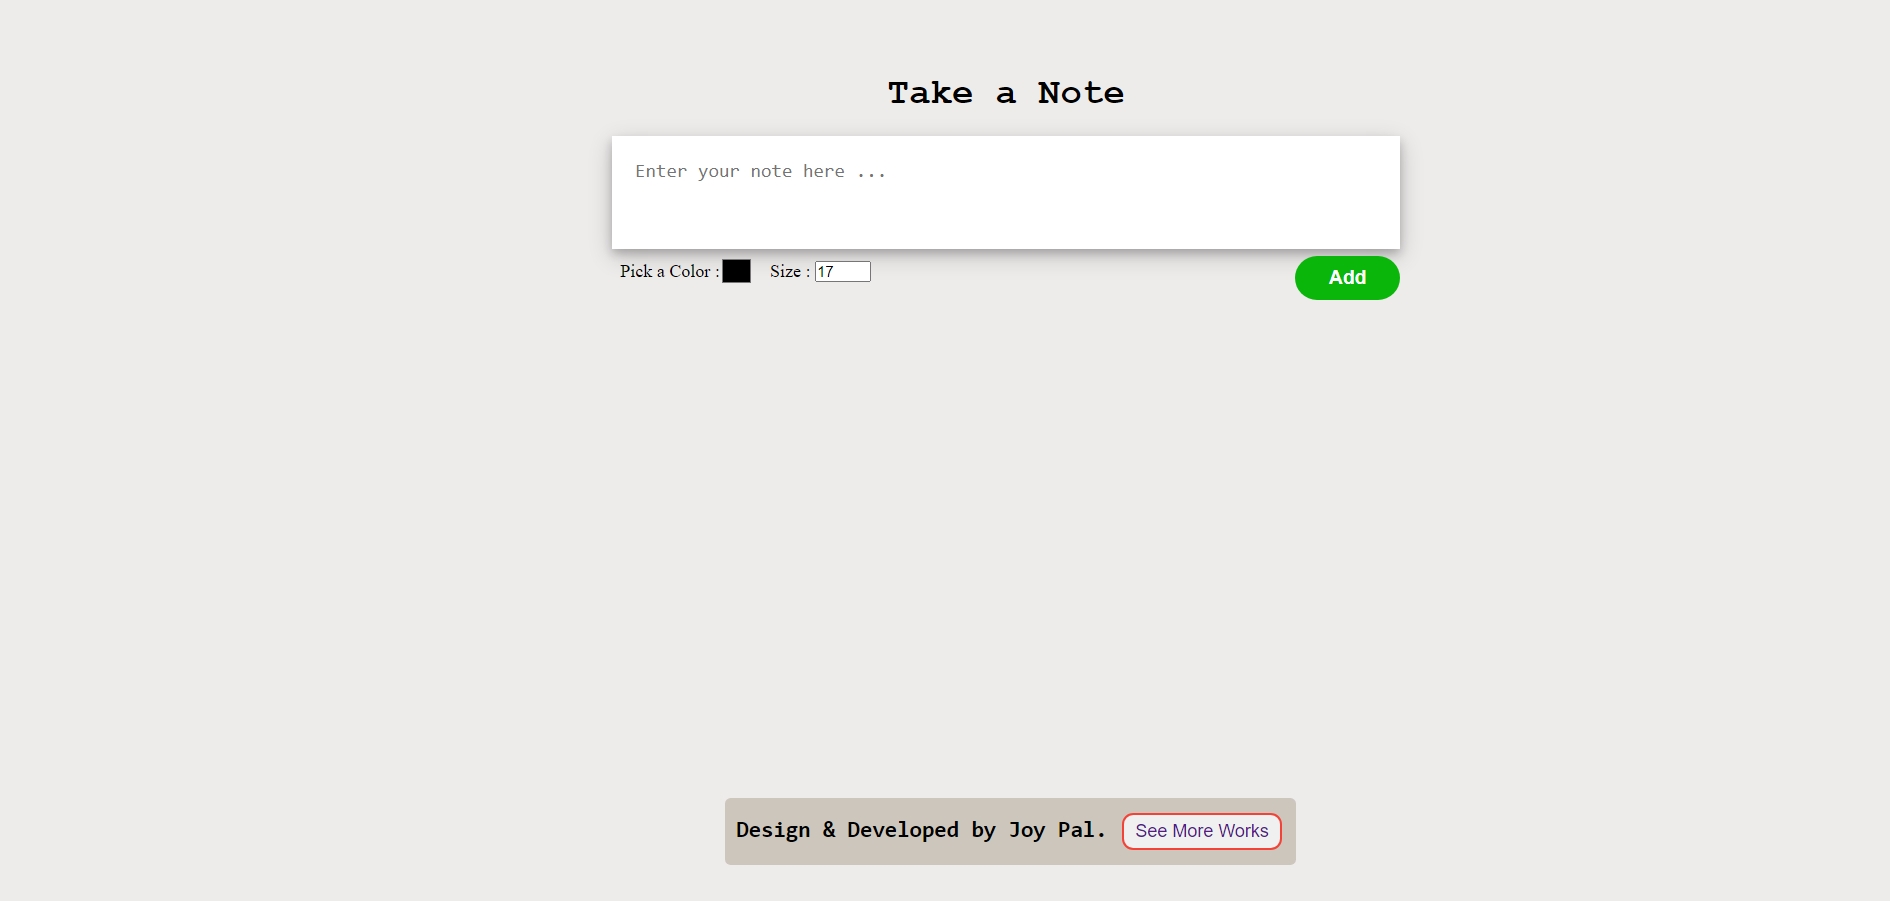 Take a Note
Enter your note here ...
Pick a Color : Size : 17 Add
Design & Developed by Joy Pal. See More Works